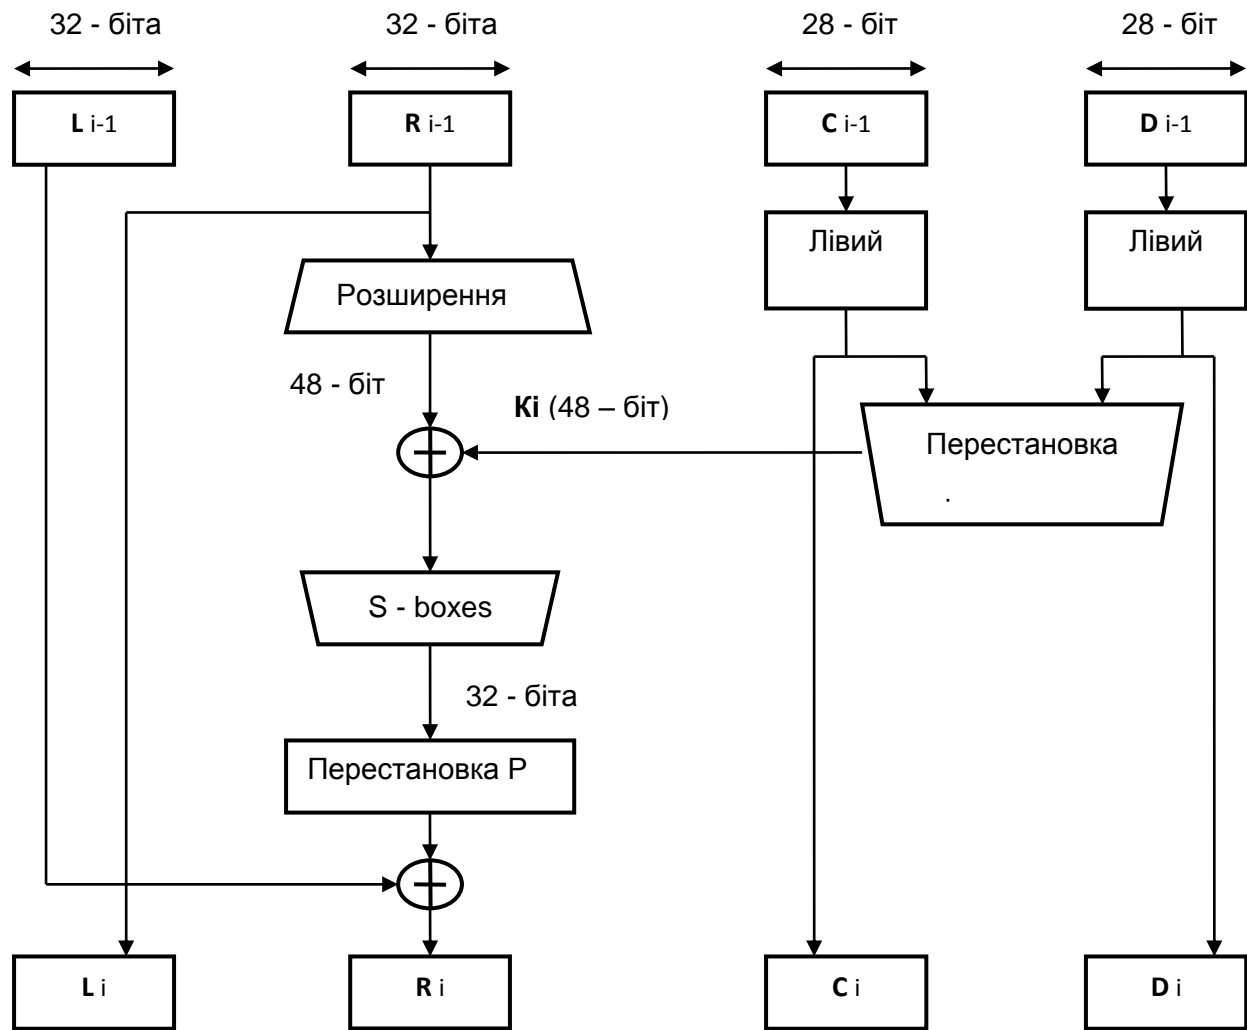 32 - біта
32 - біта
28 - біт
28 - біт
L i-1
R i-1
C i-1
D i-1
Лівий
Лівий
Розширення
48 - біт
Кі (48 – біт)
Перестановка
.
S - boxes
32 - біта
Перестановка Р
L i
R i
C i
D i